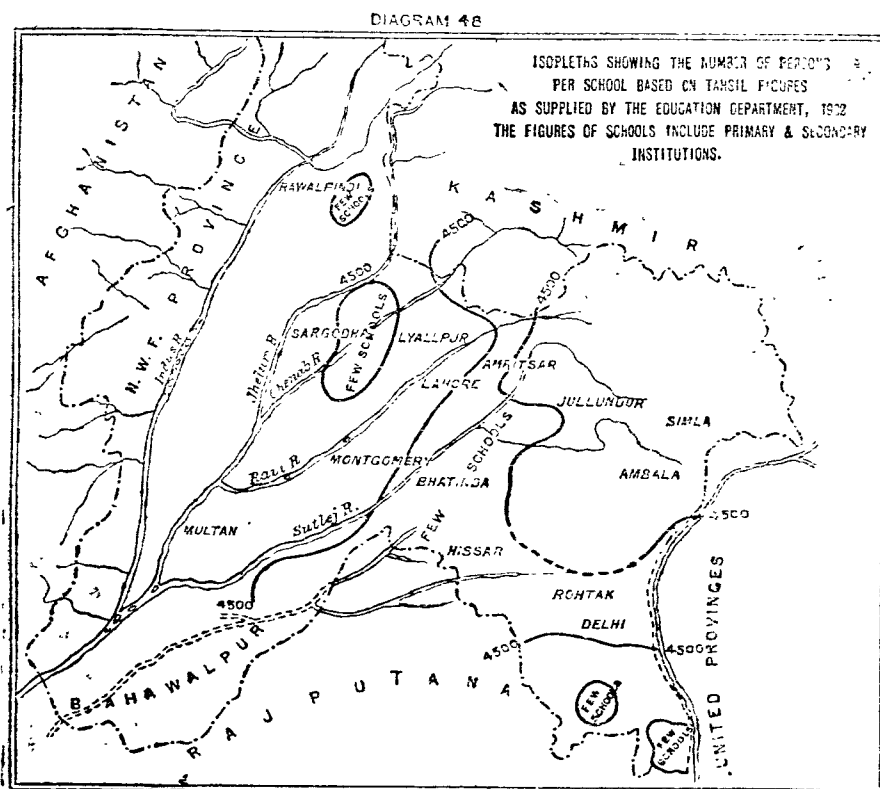 DIAGRAM 48
ISOPLETHS SHOWING THE NUMBER OF PERSONS
PER SCHOOL BASED ON TAHSIL FIGURES
AS SUPPLIED BY THE EDUCATION DEPARTMENT,
THE FIGURES OF SCHOOLS INCLUDE PRIMARY & SECONDARY
INSTITUTIONS.
AFGHANISTAN
N.W.F. PROVINCE
KASHMIR
RAWALPINDI
FEW
SCHOOLS
4500
4500
4500
SARGODHA
FEW SCHOOLS
LYALLPUR
Indus R
Jhelum R
Chenab R
LAHORE
AMRITSAR
JULLUNDUR
SIMLA
Ravi R
MONTGOMERY
BHATINDA
FEW SCHOOLS
AMBALA
MULTAN
Sutlej R.
4500
HISSAR
4500
ROHTAK
DELHI
4500
4500
BAHAWALPUR
RAJPUTANA
FEW
SCHOOLS
FEW
SCHOOLS
UNITED PROVINCES